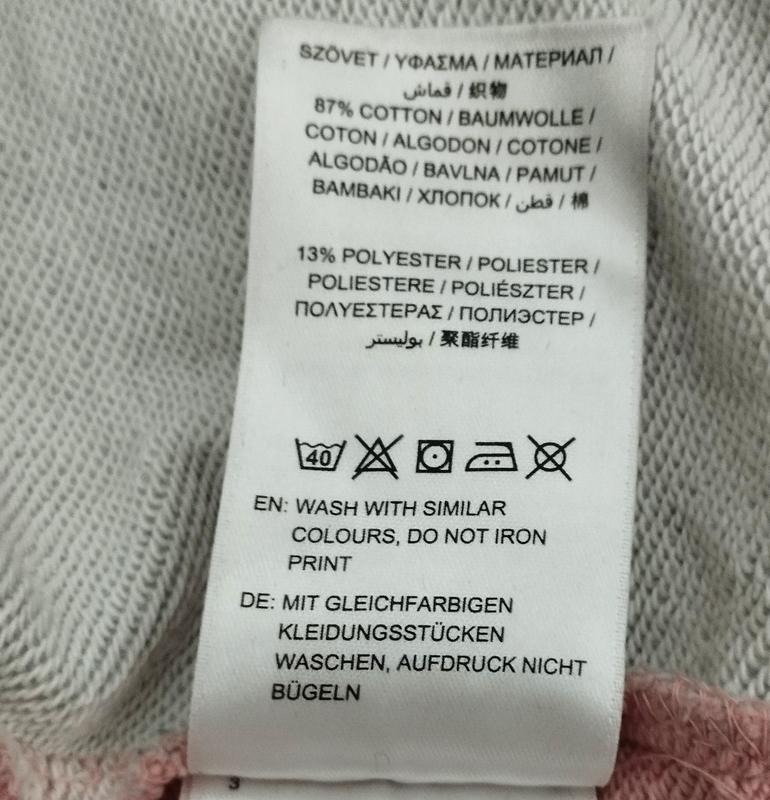 SZÖVET / ΥΦΑΣΜΑ / МАТЕРИАЛ /
قماش / 织物
87% COTTON / BAUMWOLLE /
COTON / ALGODON / COTONE /
ALGODÃO / BAVLNA / PAMUT /
BAMBAKI / ХЛОПОК / قطن / 棉
13% POLYESTER / POLIESTER /
POLIESTERE / POLIÉSZTER /
ΠΟΛΥΕΣΤΕΡΑΣ / ПОЛИЭСТЕР /
بوليستر / 聚酯纤维
40
EN: WASH WITH SIMILAR
COLOURS, DO NOT IRON
PRINT
DE: MIT GLEICHFARBIGEN
KLEIDUNGSSTÜCKEN
WASCHEN, AUFDRUCK NICHT
BÜGELN
3